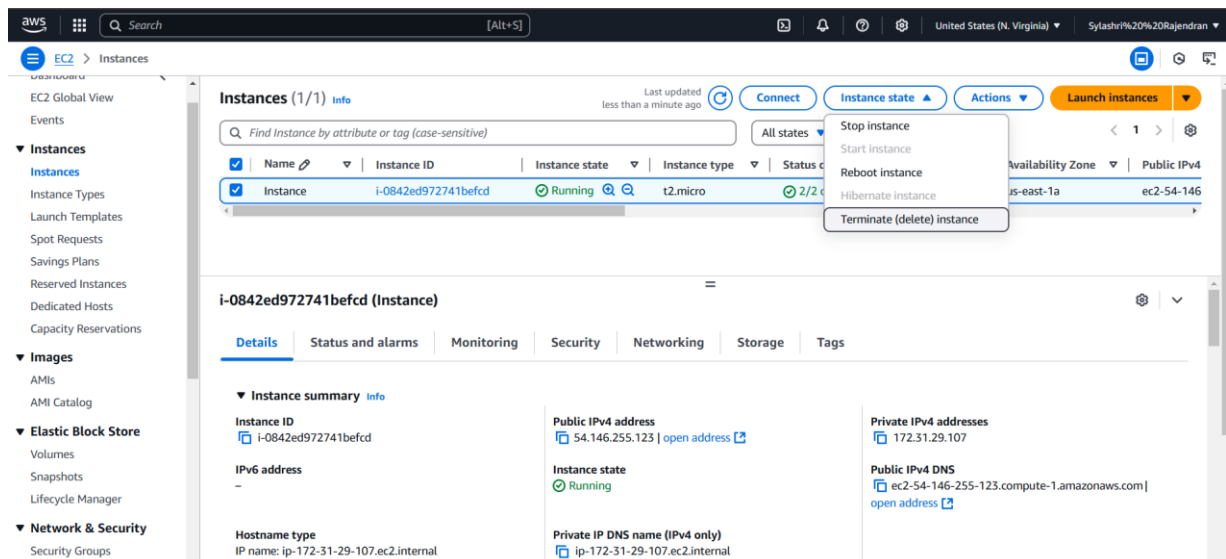 aws Search [Alt+S] United States (N. Virginia) Sylashri%20%20Rajendran
EC2 > Instances
Dashboard
EC2 Global View
Events
Instances
Instances
Instance Types
Launch Templates
Spot Requests
Savings Plans
Reserved Instances
Dedicated Hosts
Capacity Reservations
Images
AMIs
AMI Catalog
Elastic Block Store
Volumes
Snapshots
Lifecycle Manager
Network & Security
Security Groups
Instances (1/1) Info
Last updated
less than a minute ago
Connect Instance state Actions Launch instances
Find Instance by attribute or tag (case-sensitive) All states 1
Stop instance
Start instance
Reboot instance
Hibernate instance
Terminate (delete) instance
Name Instance ID Instance state Instance type Status Availability Zone Public IPv4
Instance i-0842ed972741befcd Running t2.micro 2/2 us-east-1a ec2-54-146
i-0842ed972741befcd (Instance)
Details Status and alarms Monitoring Security Networking Storage Tags
Instance summary Info
Instance ID
i-0842ed972741befcd
Public IPv4 address
54.146.255.123 | open address
Private IPv4 addresses
172.31.29.107
IPv6 address
–
Instance state
Running
Public IPv4 DNS
ec2-54-146-255-123.compute-1.amazonaws.com |
open address
Hostname type
IP name: ip-172-31-29-107.ec2.internal
Private IP DNS name (IPv4 only)
ip-172-31-29-107.ec2.internal